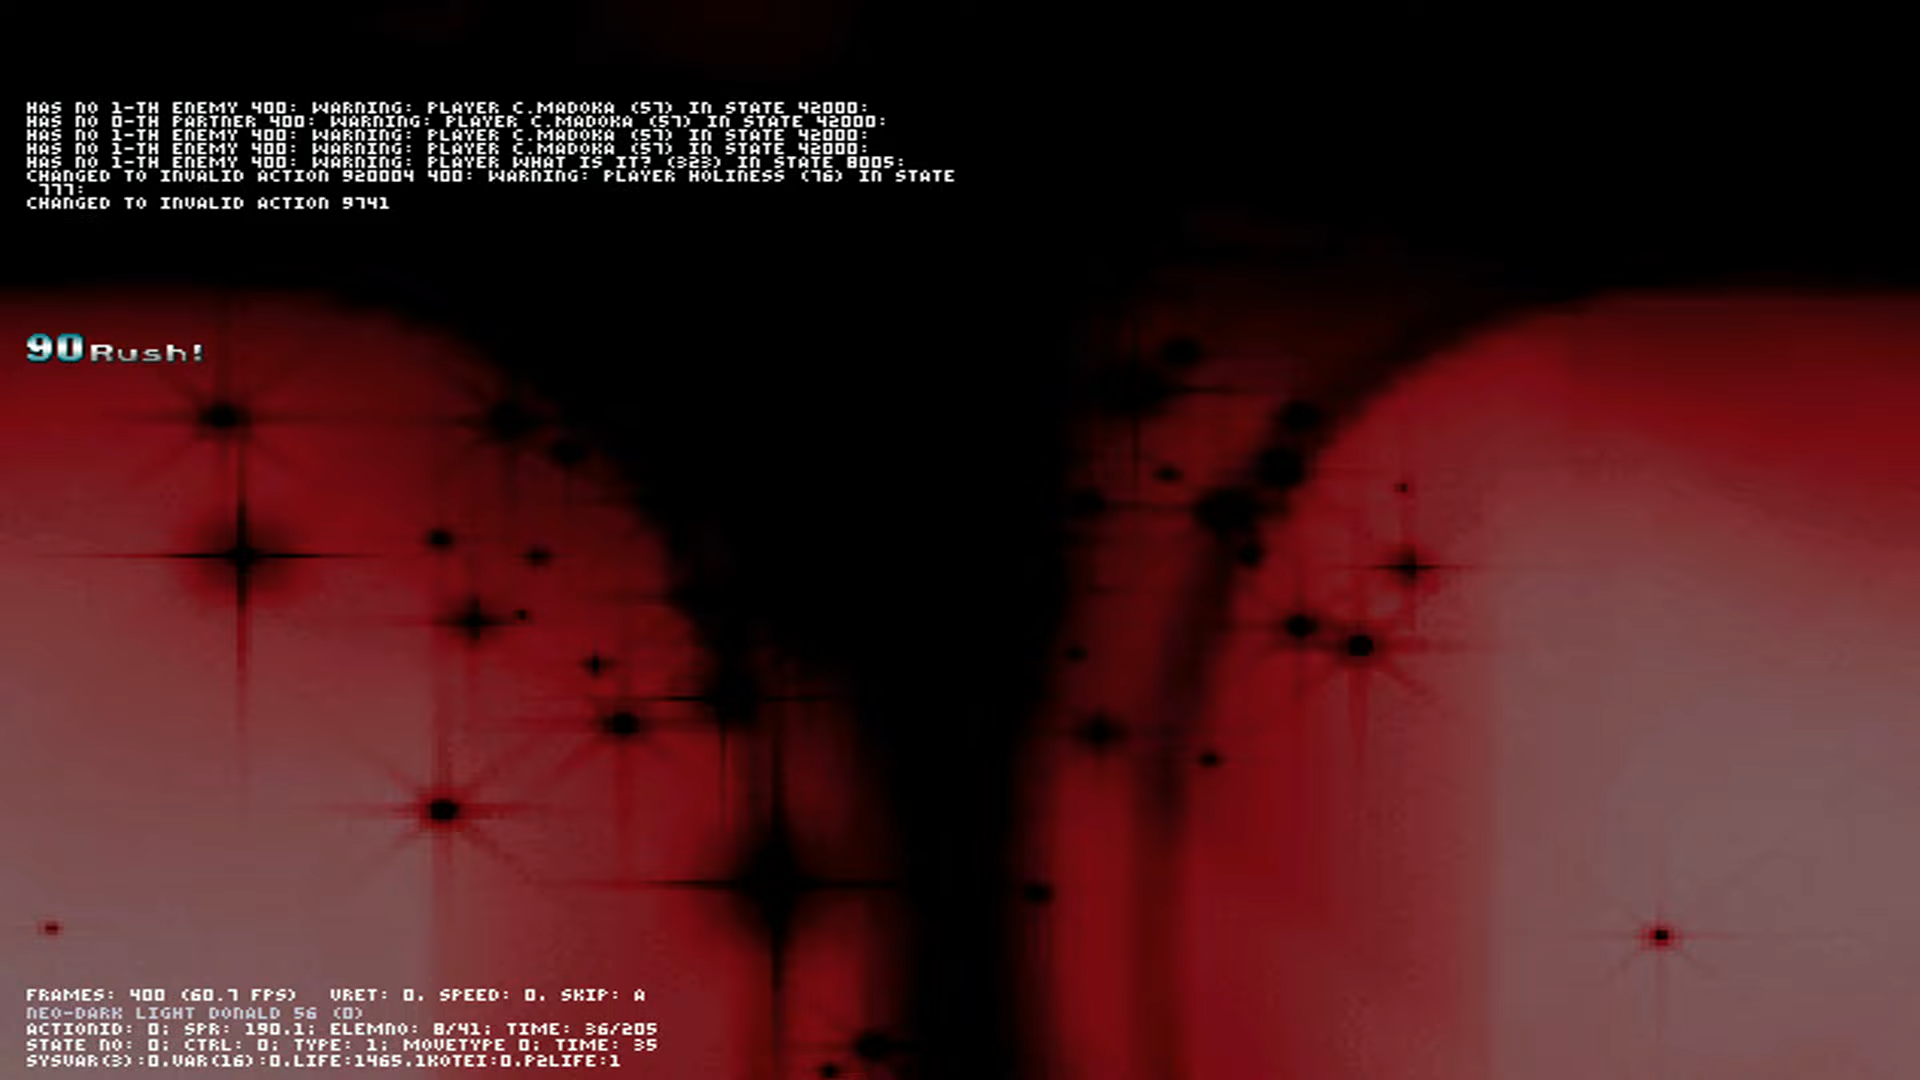 HAS NO 1-TH ENEMY 400: WARNING: PLAYER C.MADOKA (57) IN STATE 42000:
HAS NO 0-TH PARTNER 400: WARNING: PLAYER C.MADOKA (57) IN STATE 42000:
HAS NO 1-TH ENEMY 400: WARNING: PLAYER C.MADOKA (57) IN STATE 42000:
HAS NO 1-TH ENEMY 400: WARNING: PLAYER C.MADOKA (57) IN STATE 42000:
HAS NO 1-TH ENEMY 400: WARNING: PLAYER WHAT IS IT? (323) IN STATE 8005:
CHANGED TO INVALID ACTION 920004 400: WARNING: PLAYER HOLINESS (76) IN STATE
777:
CHANGED TO INVALID ACTION 9741
90 Rush!
FRAMES: 400 (60.7 FPS) VRET: 0. SPEED: 0. SKIP: A
NEO-DARK LIGHT DONALD 56 (0)
ACTIONID: 0; SPR: 190.1; ELEMNO: 8/41; TIME: 36/205
STATE NO: 0; CTRL: 0; TYPE: 1; MOVETYPE 0; TIME: 35
SYSVAR(3):0.VAR(16):0.LIFE:1465.1KOTEI:0.P2LIFE:1